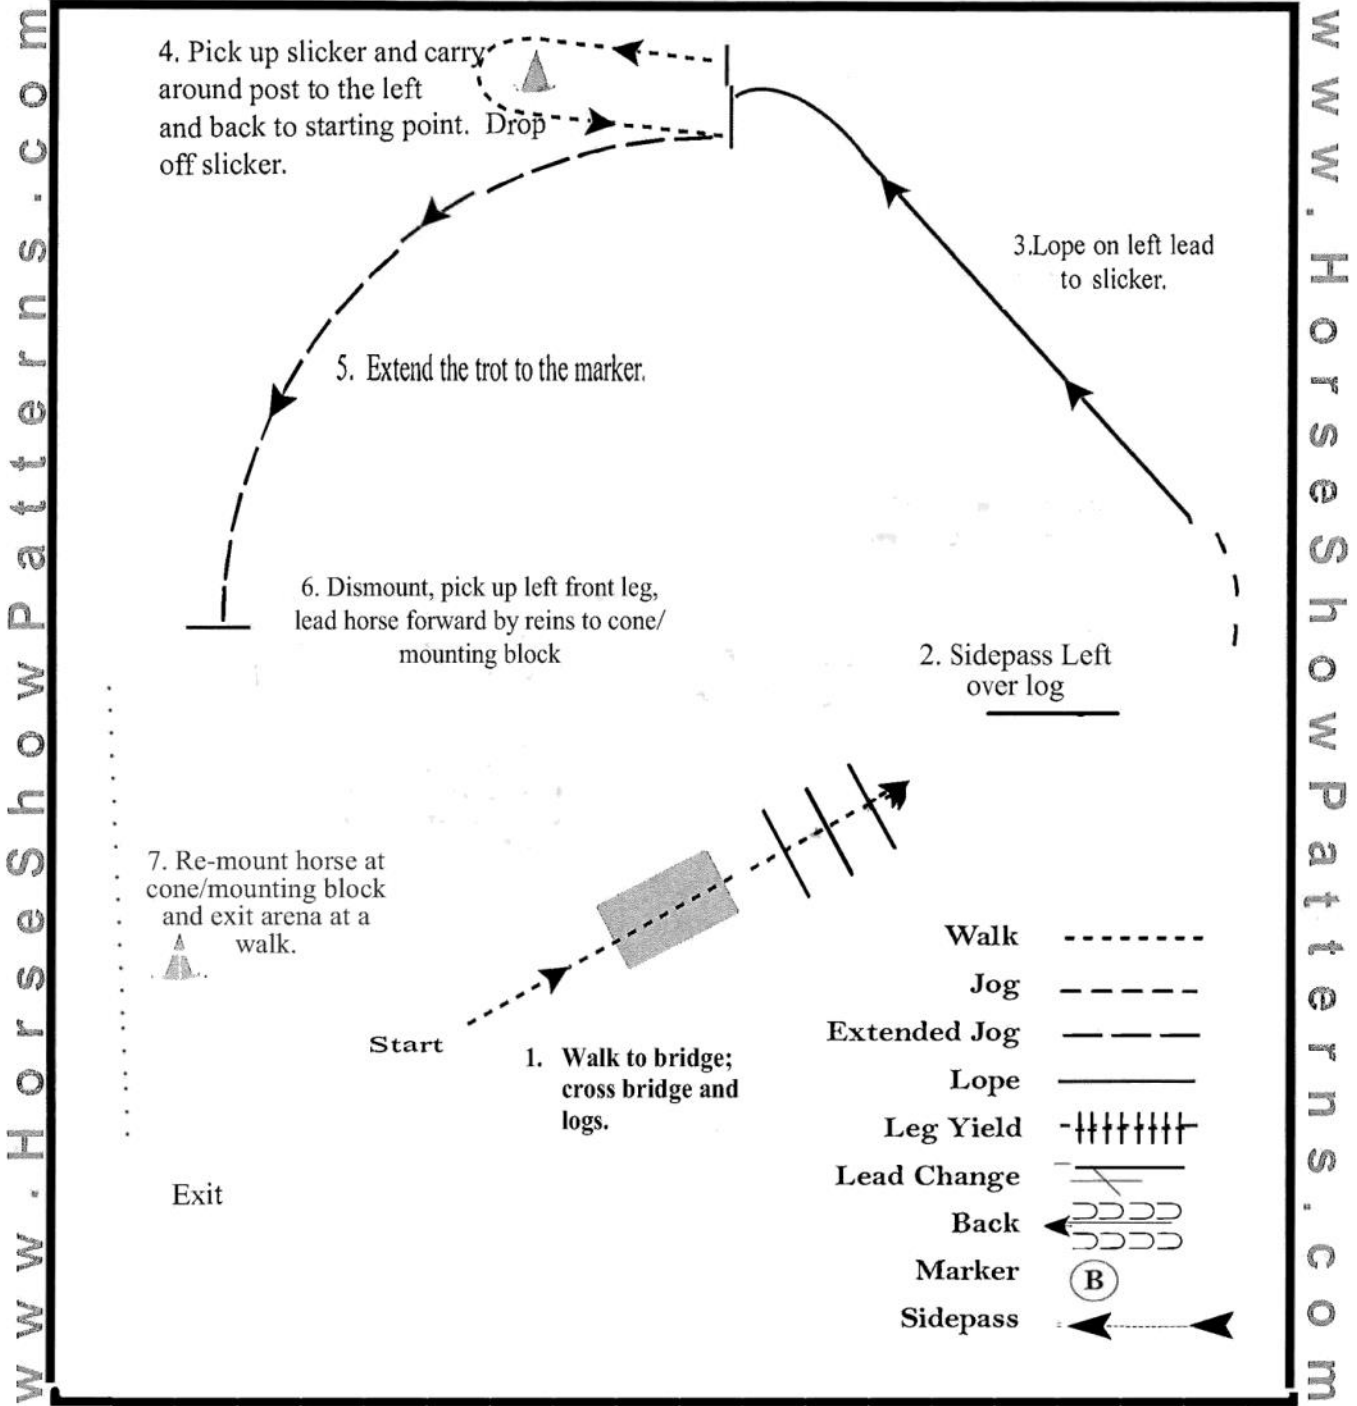 www.HorseShowPatterns.com
4. Pick up slicker and carry
around post to the left
and back to starting point. Drop
off slicker.
3.Lope on left lead
to slicker.
5. Extend the trot to the marker.
6. Dismount, pick up left front leg,
lead horse forward by reins to cone/
mounting block
2. Sidepass Left
over log
7. Re-mount horse at
cone/mounting block
and exit arena at a
walk.
Start
1. Walk to bridge;
cross bridge and
logs.
Exit
Walk
Jog
Extended Jog
Lope
Leg Yield
Lead Change
Back
Marker
B
Sidepass
www.HorseShowPatterns.com